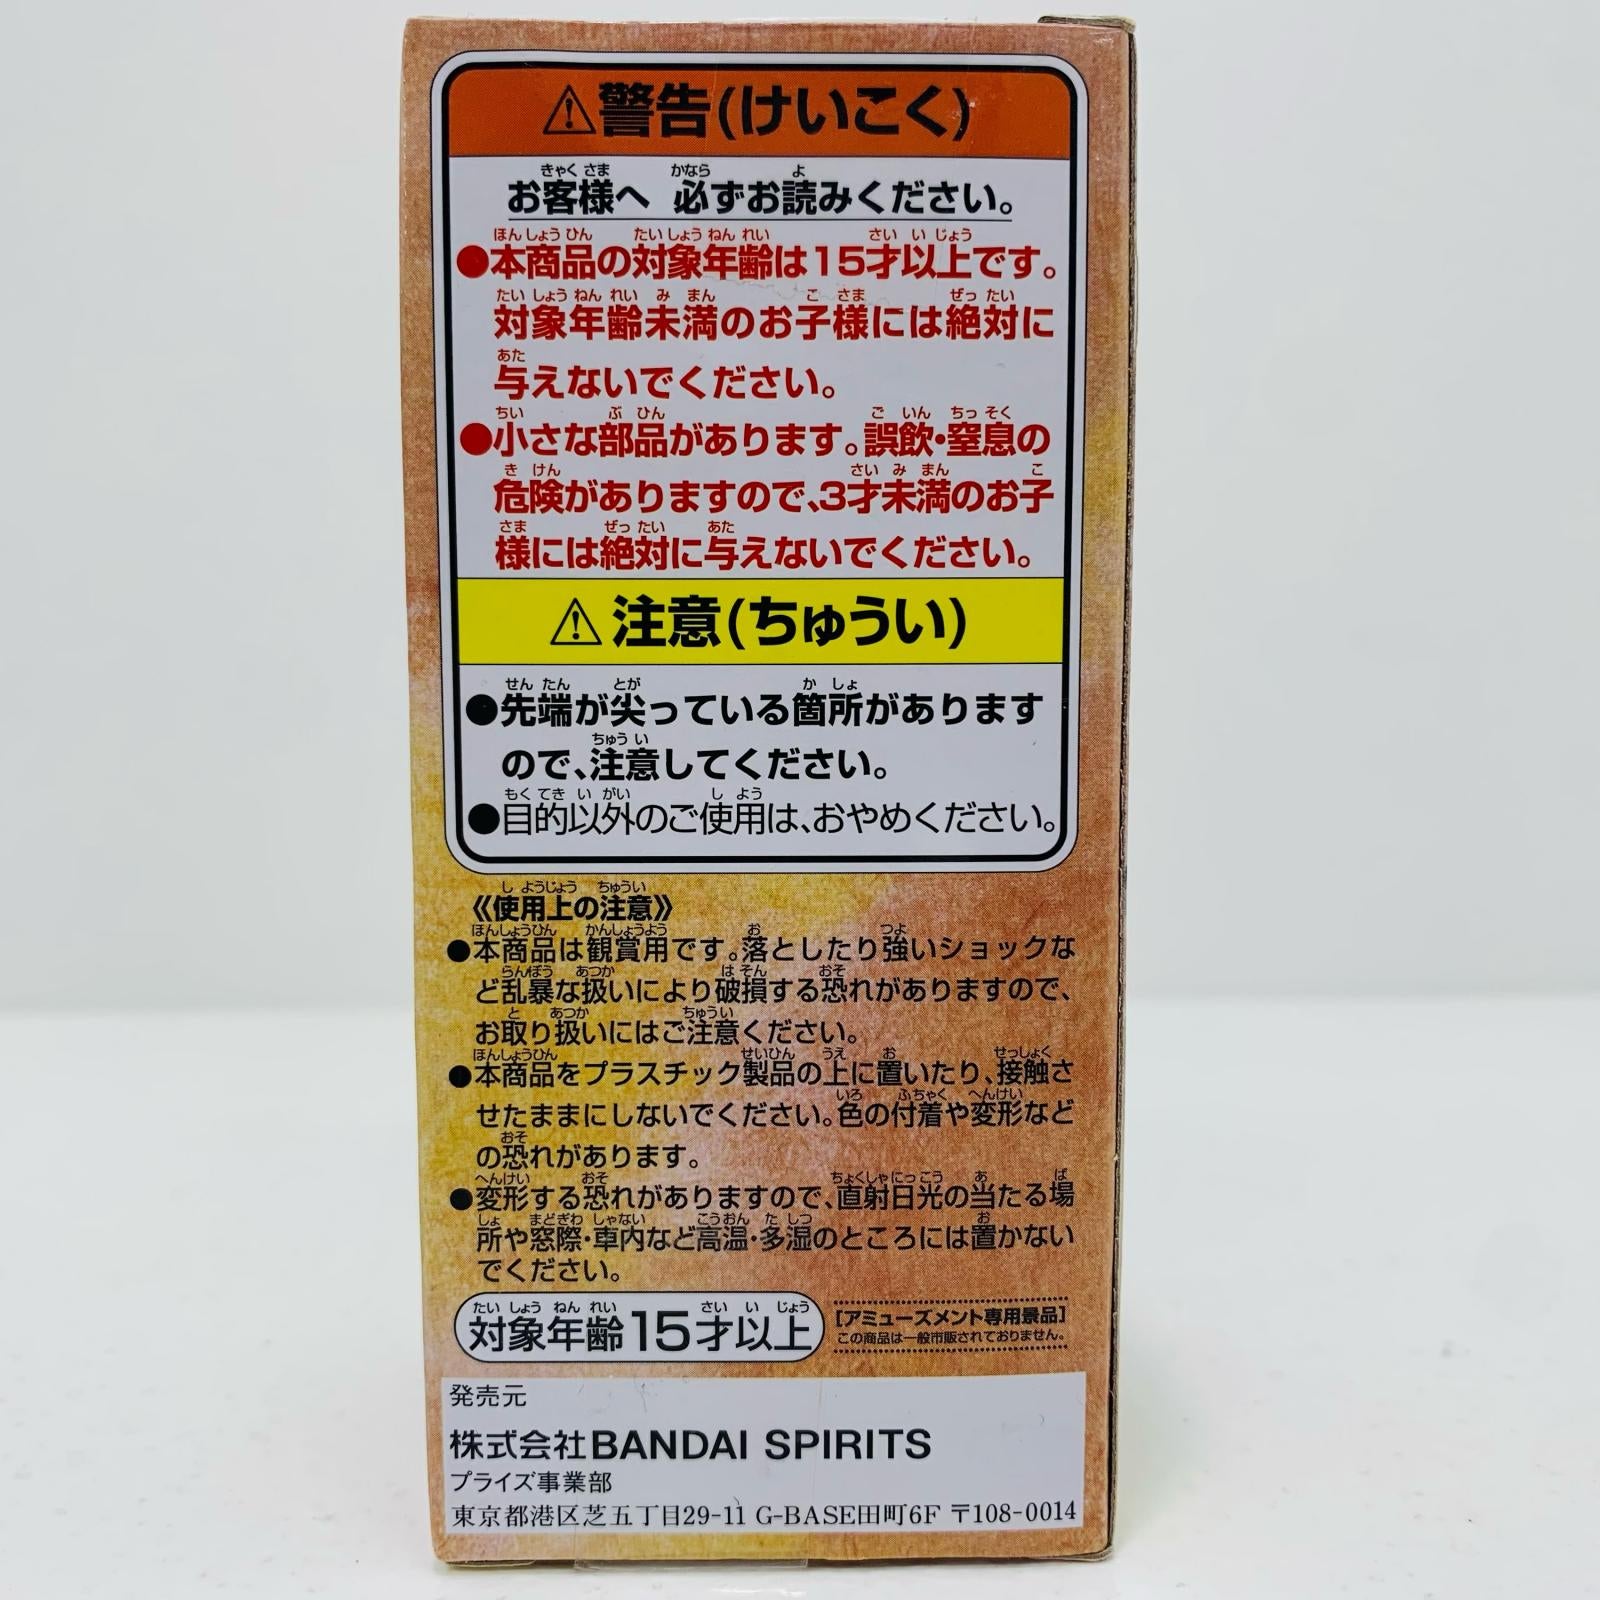 ⚠警告(けいこく)
お客様へ 必ずお読みください。
●本商品の対象年齢は15才以上です。
対象年齢未満のお子様には絶対に
与えないでください。
●小さな部品があります。誤飲・窒息の
危険がありますので、3才未満のお子
様には絶対に与えないでください。
⚠注意(ちゅうい)
●先端が尖っている箇所があります
ので、注意してください。
●目的以外のご使用は、おやめください。
《使用上の注意》
●本商品は観賞用です。落としたり強いショックな
ど乱暴な扱いにより破損する恐れがありますので、
お取り扱いにはご注意ください。
●本商品をプラスチック製品の上に置いたり、接触さ
せたままにしないでください。色の付着や変形など
の恐れがあります。
●変形する恐れがありますので、直射日光の当たる場
所や窓際・車内など高温・多湿のところには置かない
でください。
対象年齢15才以上
[アミューズメント専用景品]
この商品は一般市販されておりません。
発売元
株式会社BANDAI SPIRITS
プライズ事業部
東京都港区芝五丁目29-11 G-BASE田町6F 〒108-0014